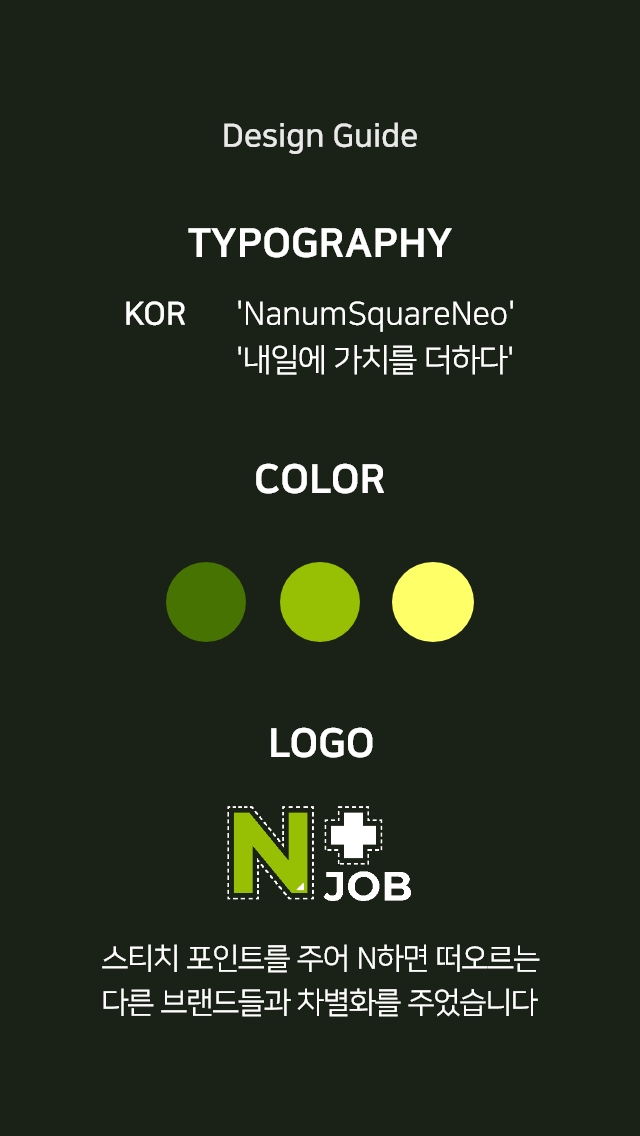 Design Guide
TYPOGRAPHY
KOR 'NanumSquareNeo'
'내일에 가치를 더하다'
COLOR
LOGO
N
JOB
스티치 포인트를 주어 N하면 떠오르는
다른 브랜드들과 차별화를 주었습니다